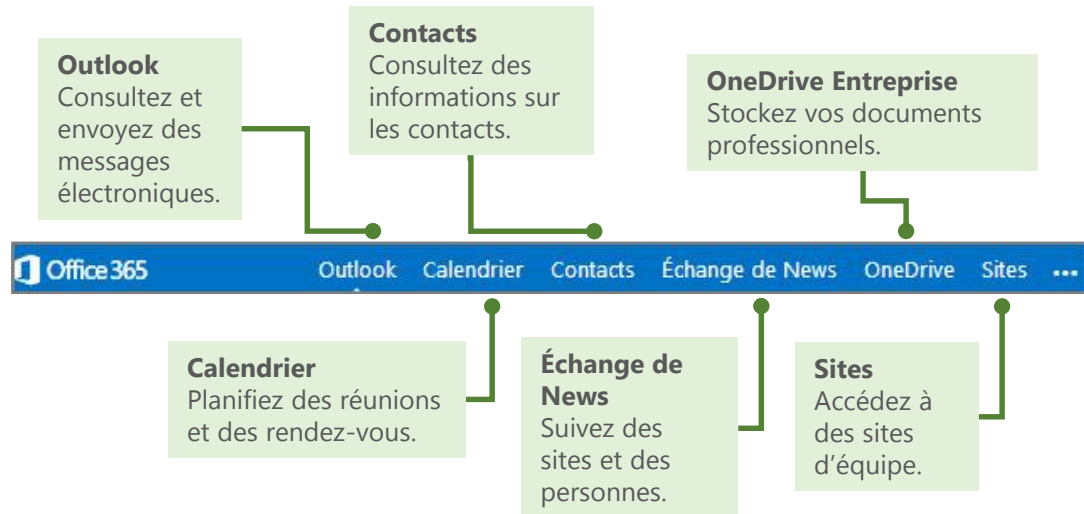 Outlook
Consultez et
envoyez des
messages
électroniques.
Contacts
Consultez des
informations sur
les contacts.
OneDrive Entreprise
Stockez vos documents
professionnels.
Office 365 Outlook Calendrier Contacts Échange de News OneDrive Sites •••
Calendrier
Planifiez des réunions
et des rendez-vous.
Échange de
News
Suivez des
sites et des
personnes.
Sites
Accédez à
des sites
d’équipe.